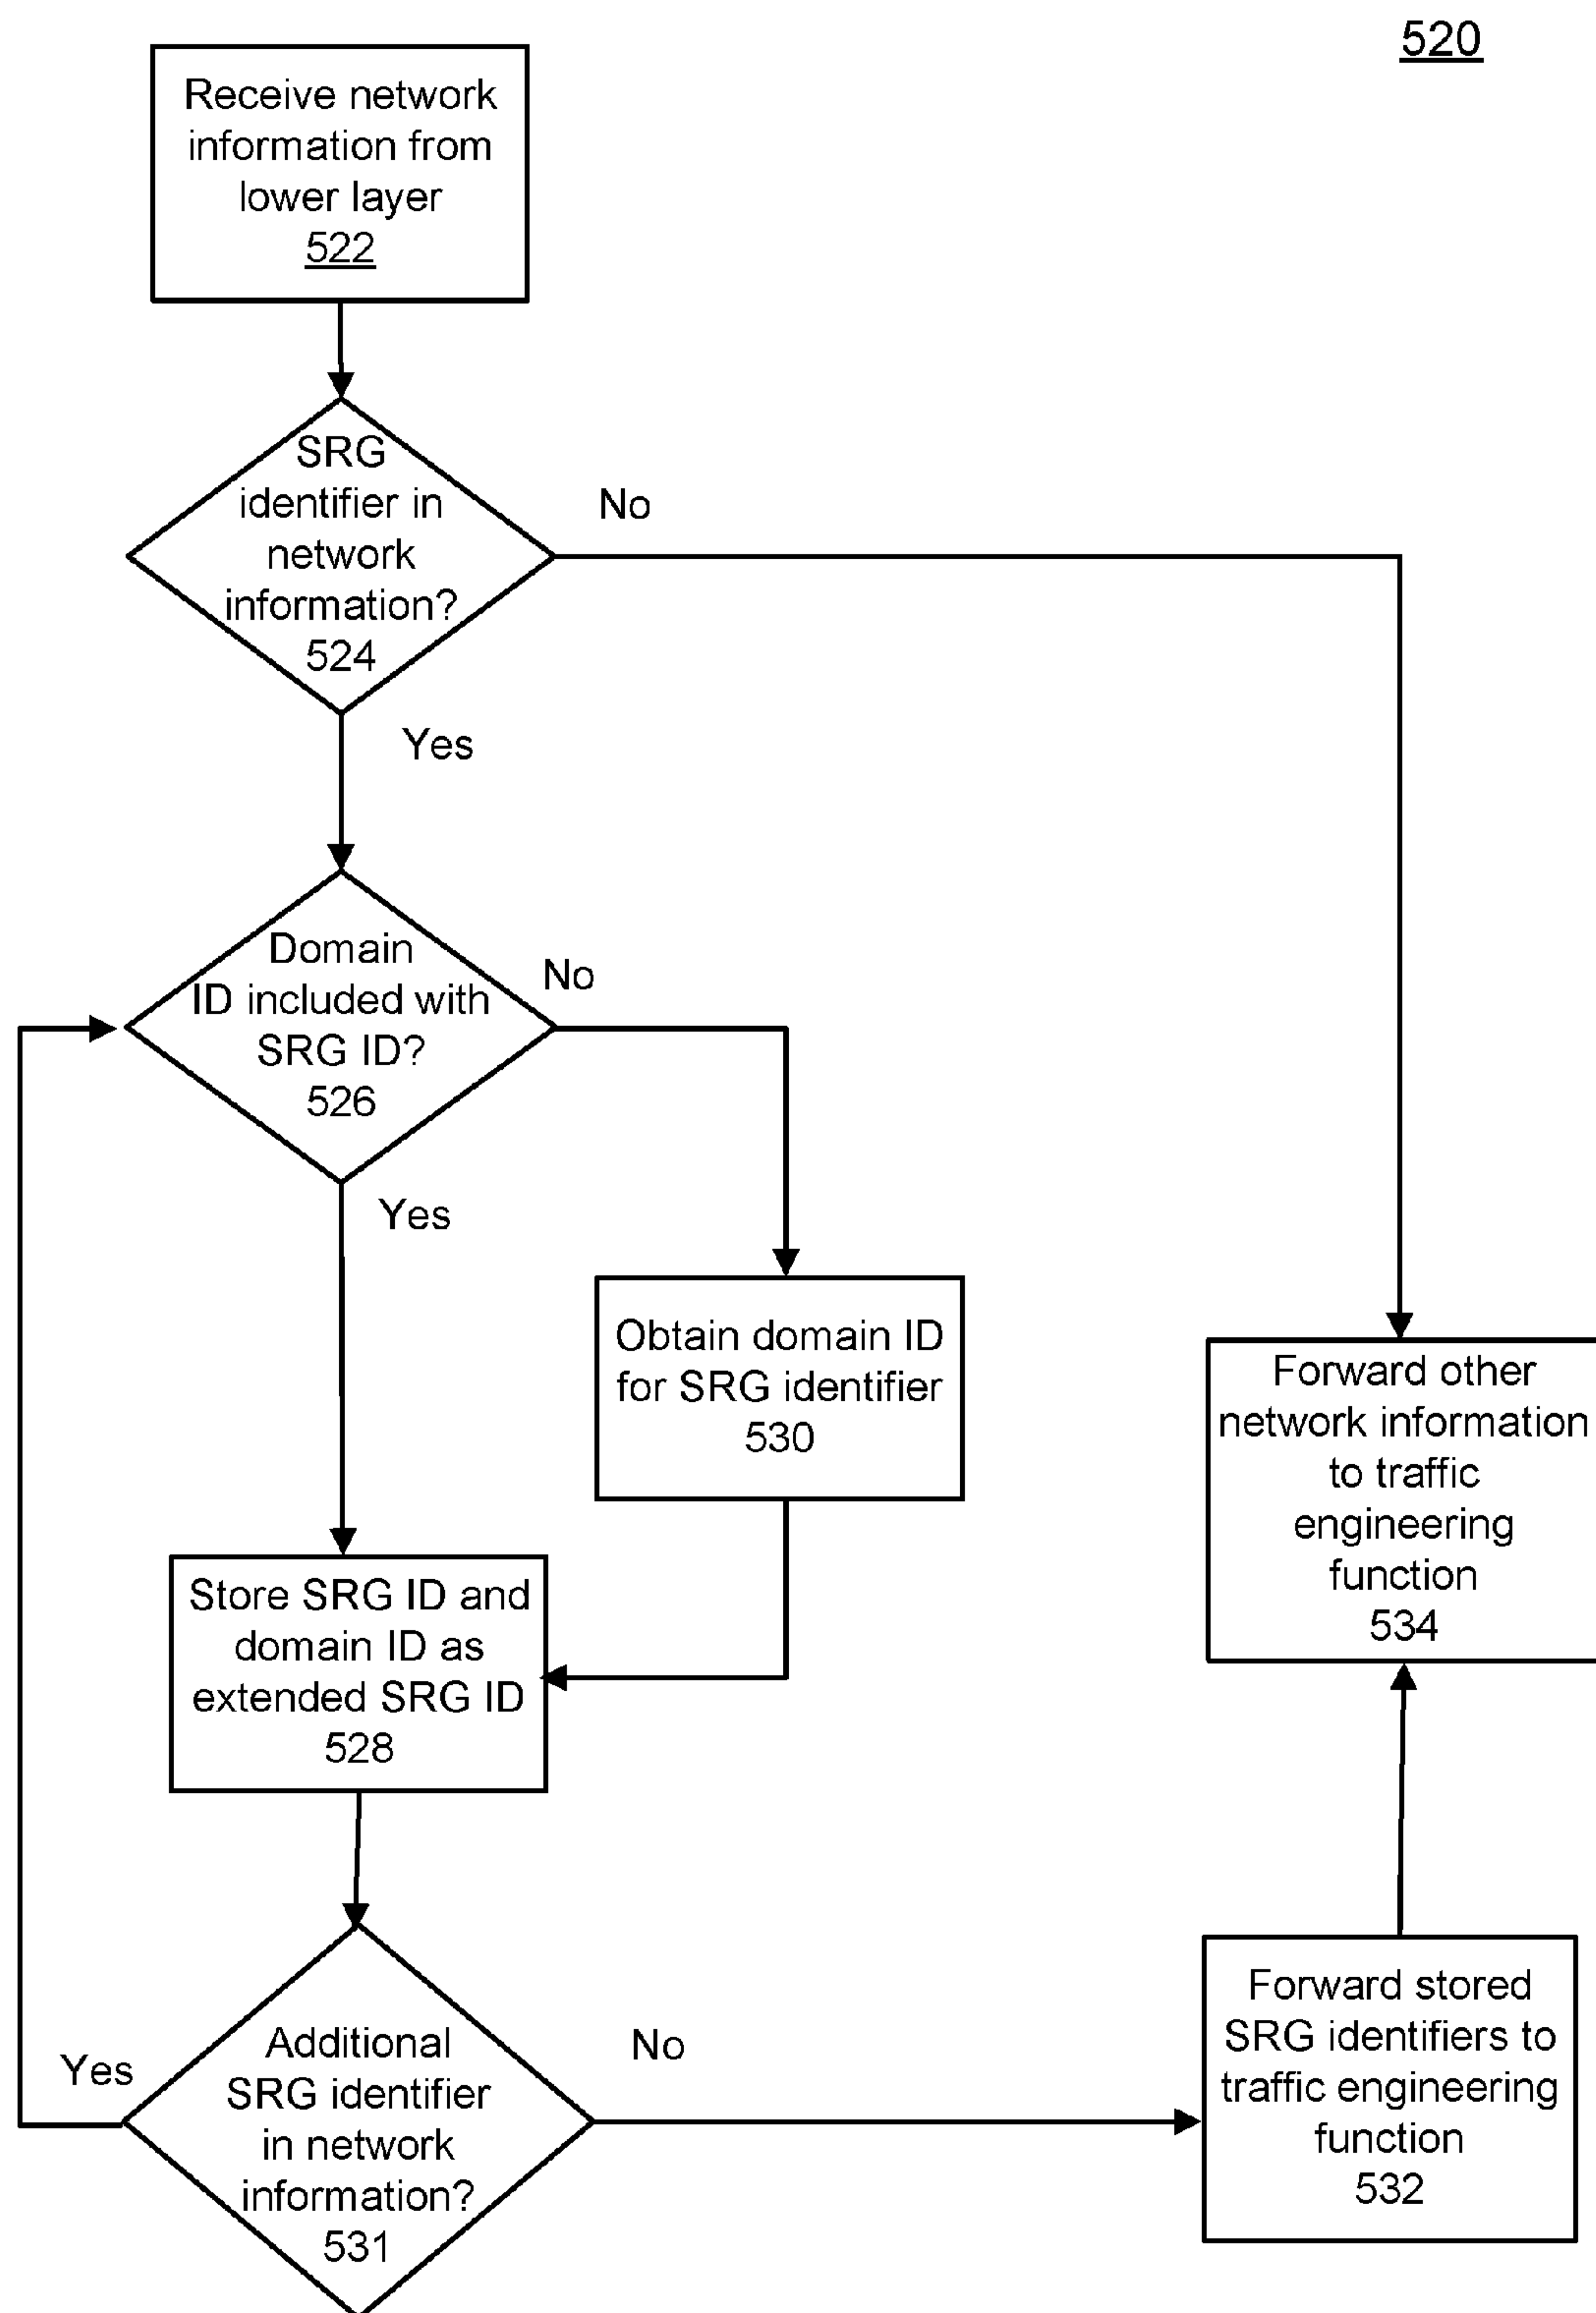 520
Receive network
information from
lower layer
522
SRG
identifier in
network
information?
524
No
Yes
Domain
ID included with
SRG ID?
526
No
Yes
Obtain domain ID
for SRG identifier
530
Forward other
network information
to traffic
engineering
function
534
Store SRG ID and
domain ID as
extended SRG ID
528
Additional
SRG identifier
in network
information?
531
Yes
No
Forward stored
SRG identifiers to
traffic engineering
function
532